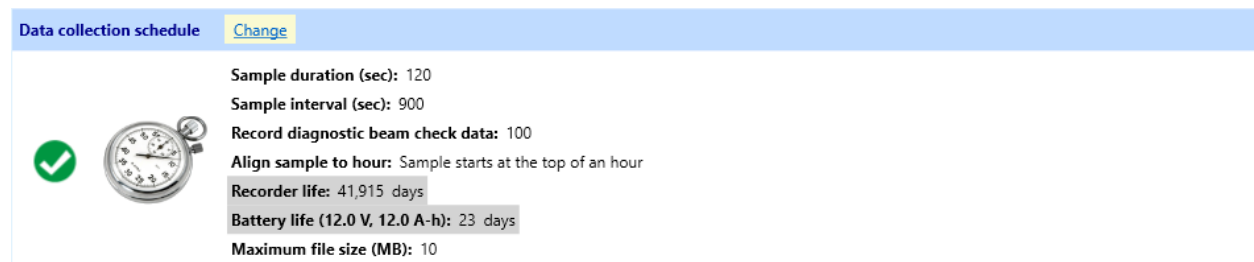 Data collection schedule Change
Sample duration (sec): 120
Sample interval (sec): 900
Record diagnostic beam check data: 100
Align sample to hour: Sample starts at the top of an hour
Recorder life: 41,915 days
Battery life (12.0 V, 12.0 A-h): 23 days
Maximum file size (MB): 10